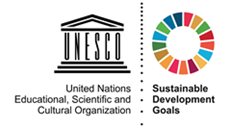 UNESCO
United Nations
Educational, Scientific and
Cultural Organization
Sustainable
Development
Goals